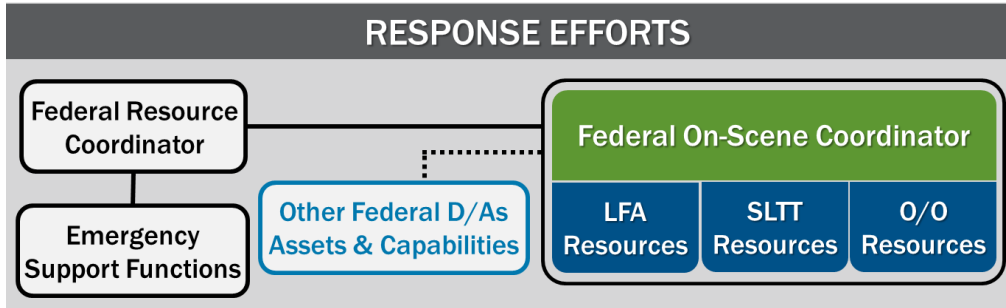 RESPONSE EFFORTS
Federal Resource
Coordinator
Emergency
Support Functions
Other Federal D/As
Assets & Capabilities
Federal On-Scene Coordinator
LFA
Resources
SLTT
Resources
O/O
Resources